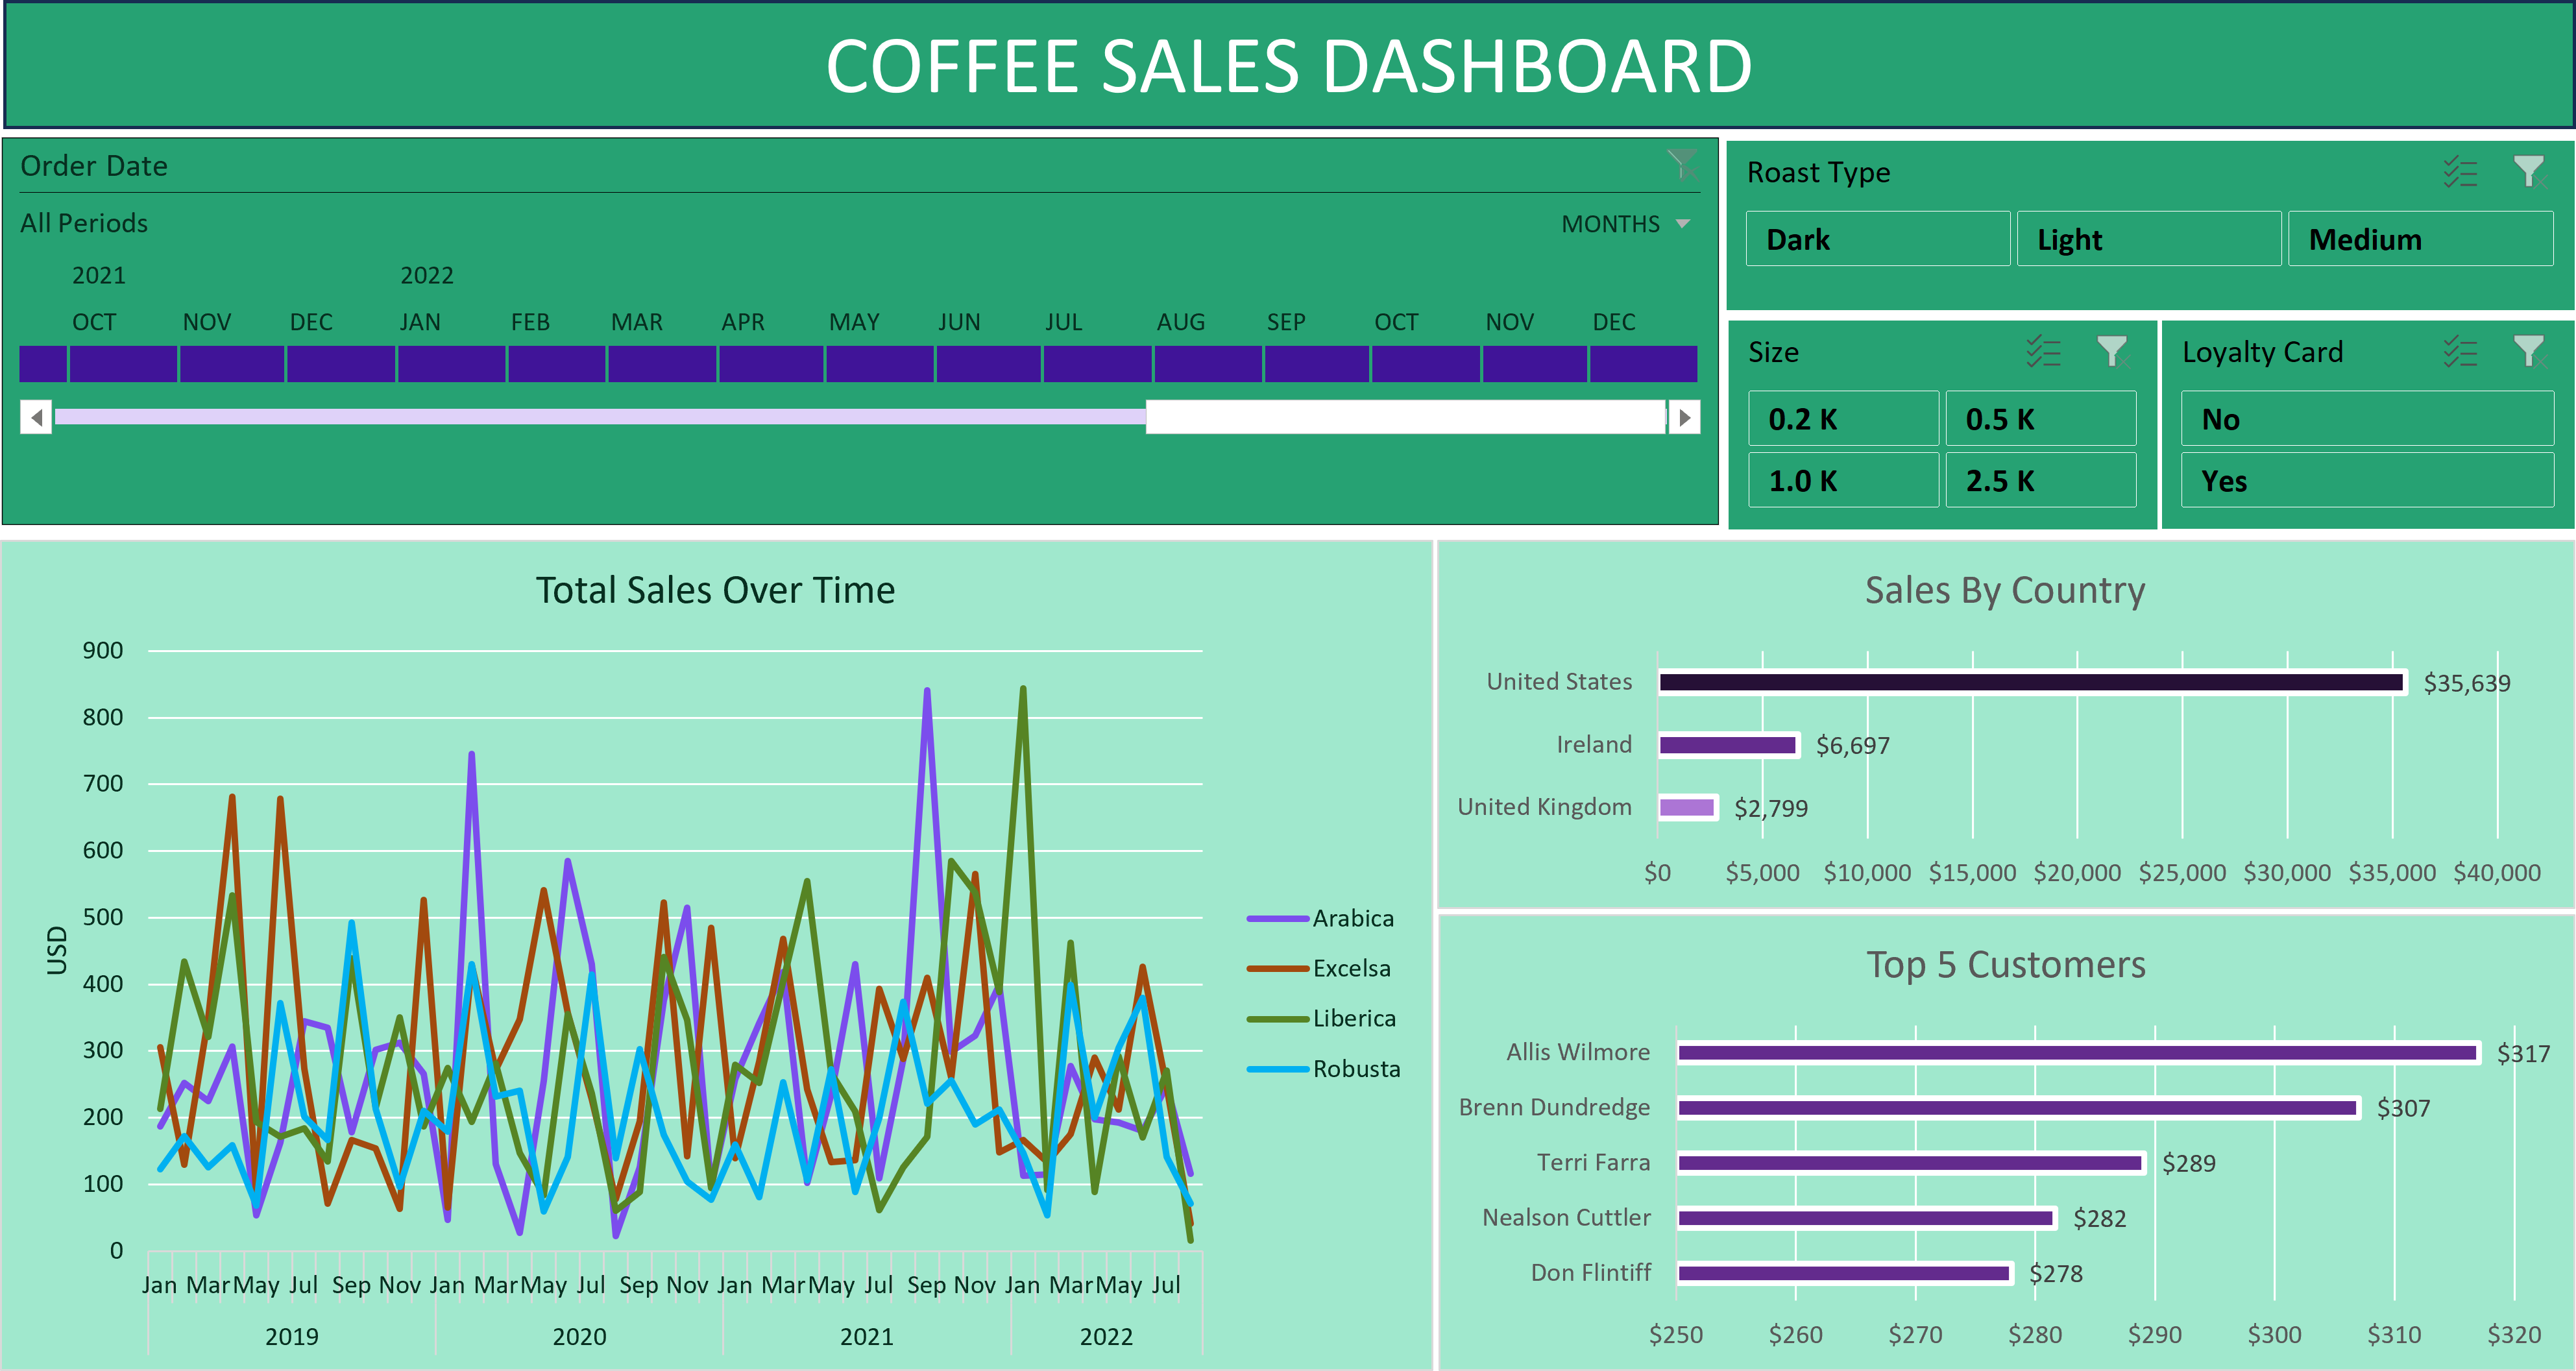 COFFEE SALES DASHBOARD
Order Date
All Periods
MONTHS
2021 2022
OCT NOV DEC JAN FEB MAR APR MAY JUN JUL AUG SEP OCT NOV DEC
Roast Type
Dark Light Medium
Size
0.2 K 0.5 K
1.0 K 2.5 K
Loyalty Card
No
Yes
Total Sales Over Time
900
800
700
600
500
400
300
200
100
0
USD
Jan Mar May Jul Sep Nov Jan Mar May Jul Sep Nov Jan Mar May Jul Sep Nov Jan Mar May Jul
2019 2020 2021 2022
Arabica
Excelsa
Liberica
Robusta
Sales By Country
United States $35,639
Ireland $6,697
United Kingdom $2,799
$0 $5,000 $10,000 $15,000 $20,000 $25,000 $30,000 $35,000 $40,000
Top 5 Customers
Allis Wilmore $317
Brenn Dundredge $307
Terri Farra $289
Nealson Cuttler $282
Don Flintiff $278
$250 $260 $270 $280 $290 $300 $310 $320